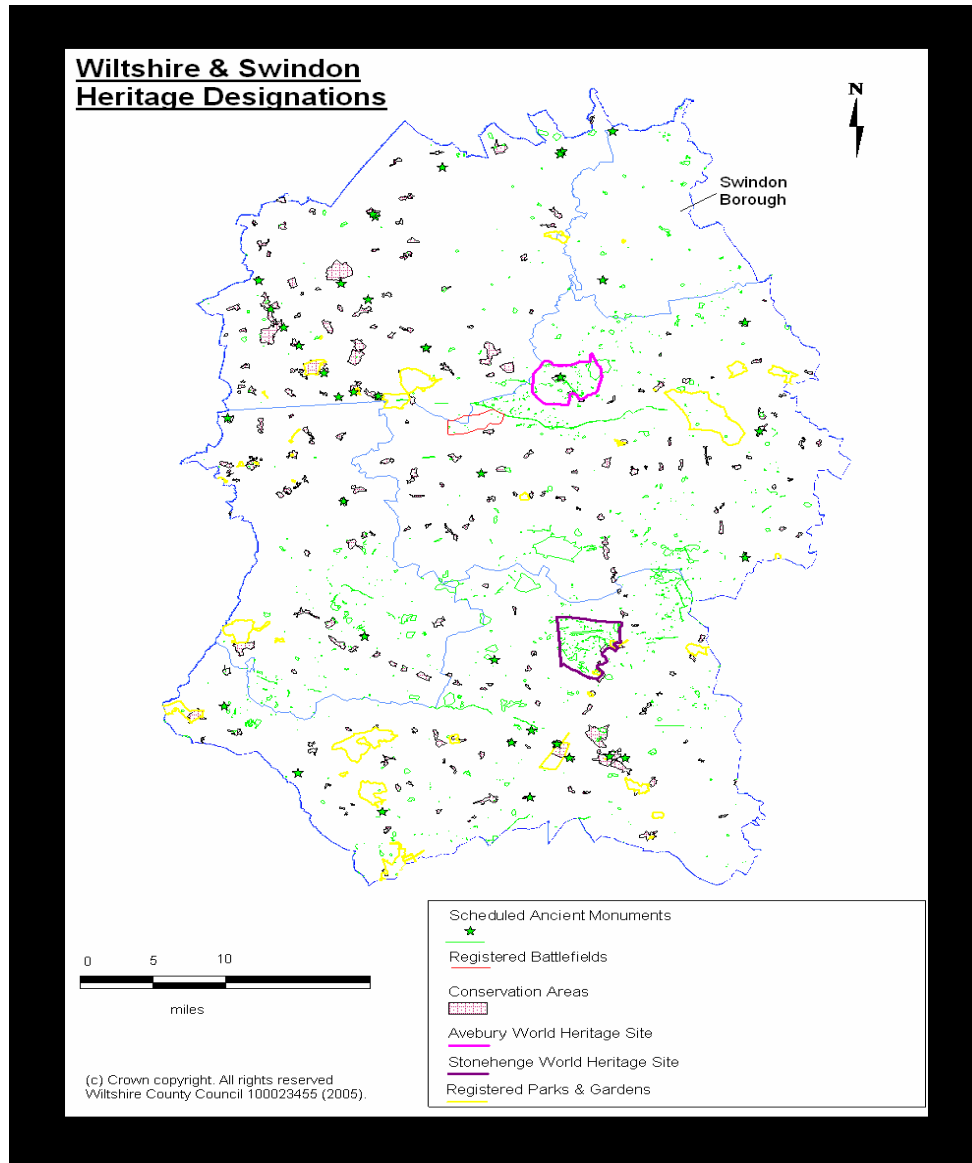 Wiltshire & Swindon
Heritage Designations
N
Swindon
Borough
Scheduled Ancient Monuments
Registered Battlefields
Conservation Areas
Avebury World Heritage Site
Stonehenge World Heritage Site
Registered Parks & Gardens
0 5 10
miles
(c) Crown copyright. All rights reserved
Wiltshire County Council 100023455 (2005).